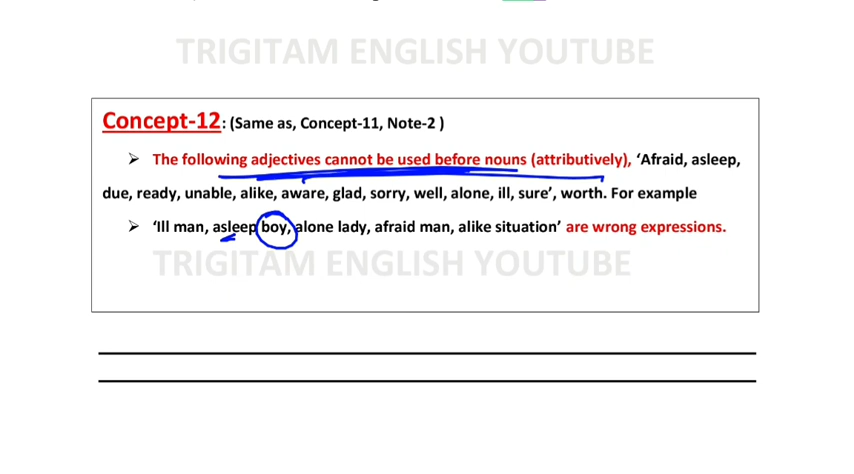 TRIGITAM ENGLISH YOUTUBE
Concept-12: (Same as, Concept-11, Note-2 )
➢ The following adjectives cannot be used before nouns (attributively), ‘Afraid, asleep,
due, ready, unable, alike, aware, glad, sorry, well, alone, ill, sure’, worth. For example
➢ ‘Ill man, asleep boy, alone lady, afraid man, alike situation’ are wrong expressions.
TRIGITAM ENGLISH YOUTUBE